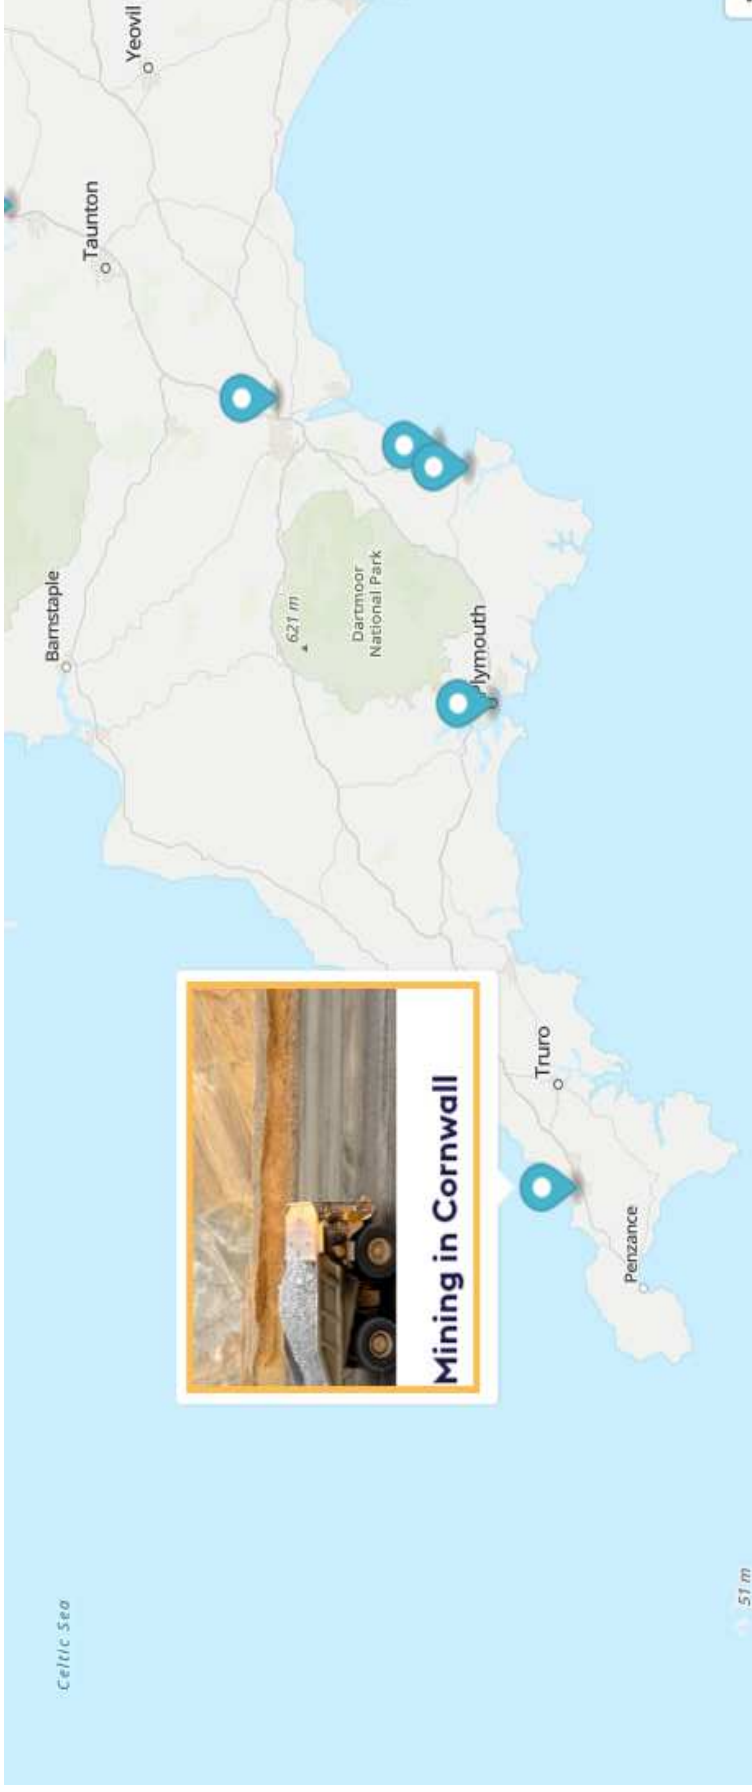 Yeovil
Taunton
Barnstaple
621 m
Dartmoor
National Park
lymouth
Truro
Mining in Cornwall
Penzance
Celtic Sea
51 m